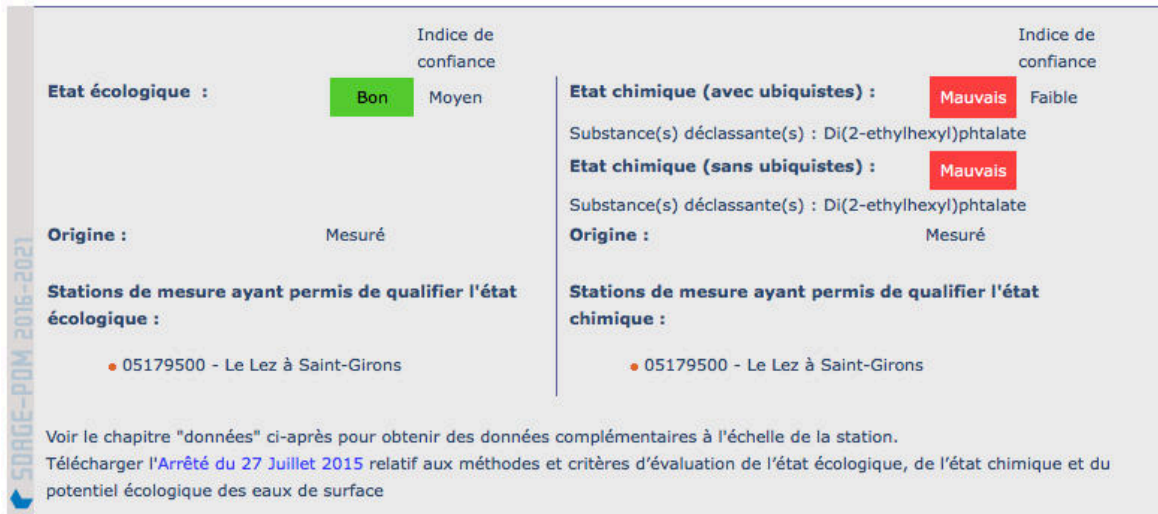 Indice de
confiance
Etat écologique :
Bon
Moyen
Origine :
Mesuré
Stations de mesure ayant permis de qualifier l'état
écologique :
05179500 - Le Lez à Saint-Girons
Indice de
confiance
Etat chimique (avec ubiquistes) :
Mauvais
Faible
Substance(s) déclassante(s) : Di(2-ethylhexyl)phtalate
Etat chimique (sans ubiquistes) :
Mauvais
Substance(s) déclassante(s) : Di(2-ethylhexyl)phtalate
Origine :
Mesuré
Stations de mesure ayant permis de qualifier l'état
chimique :
05179500 - Le Lez à Saint-Girons
Voir le chapitre "données" ci-après pour obtenir des données complémentaires à l'échelle de la station.
Télécharger l'Arrêté du 27 Juillet 2015 relatif aux méthodes et critères d’évaluation de l’état écologique, de l’état chimique et du
potentiel écologique des eaux de surface
SDAGE-PDM 2016-2021